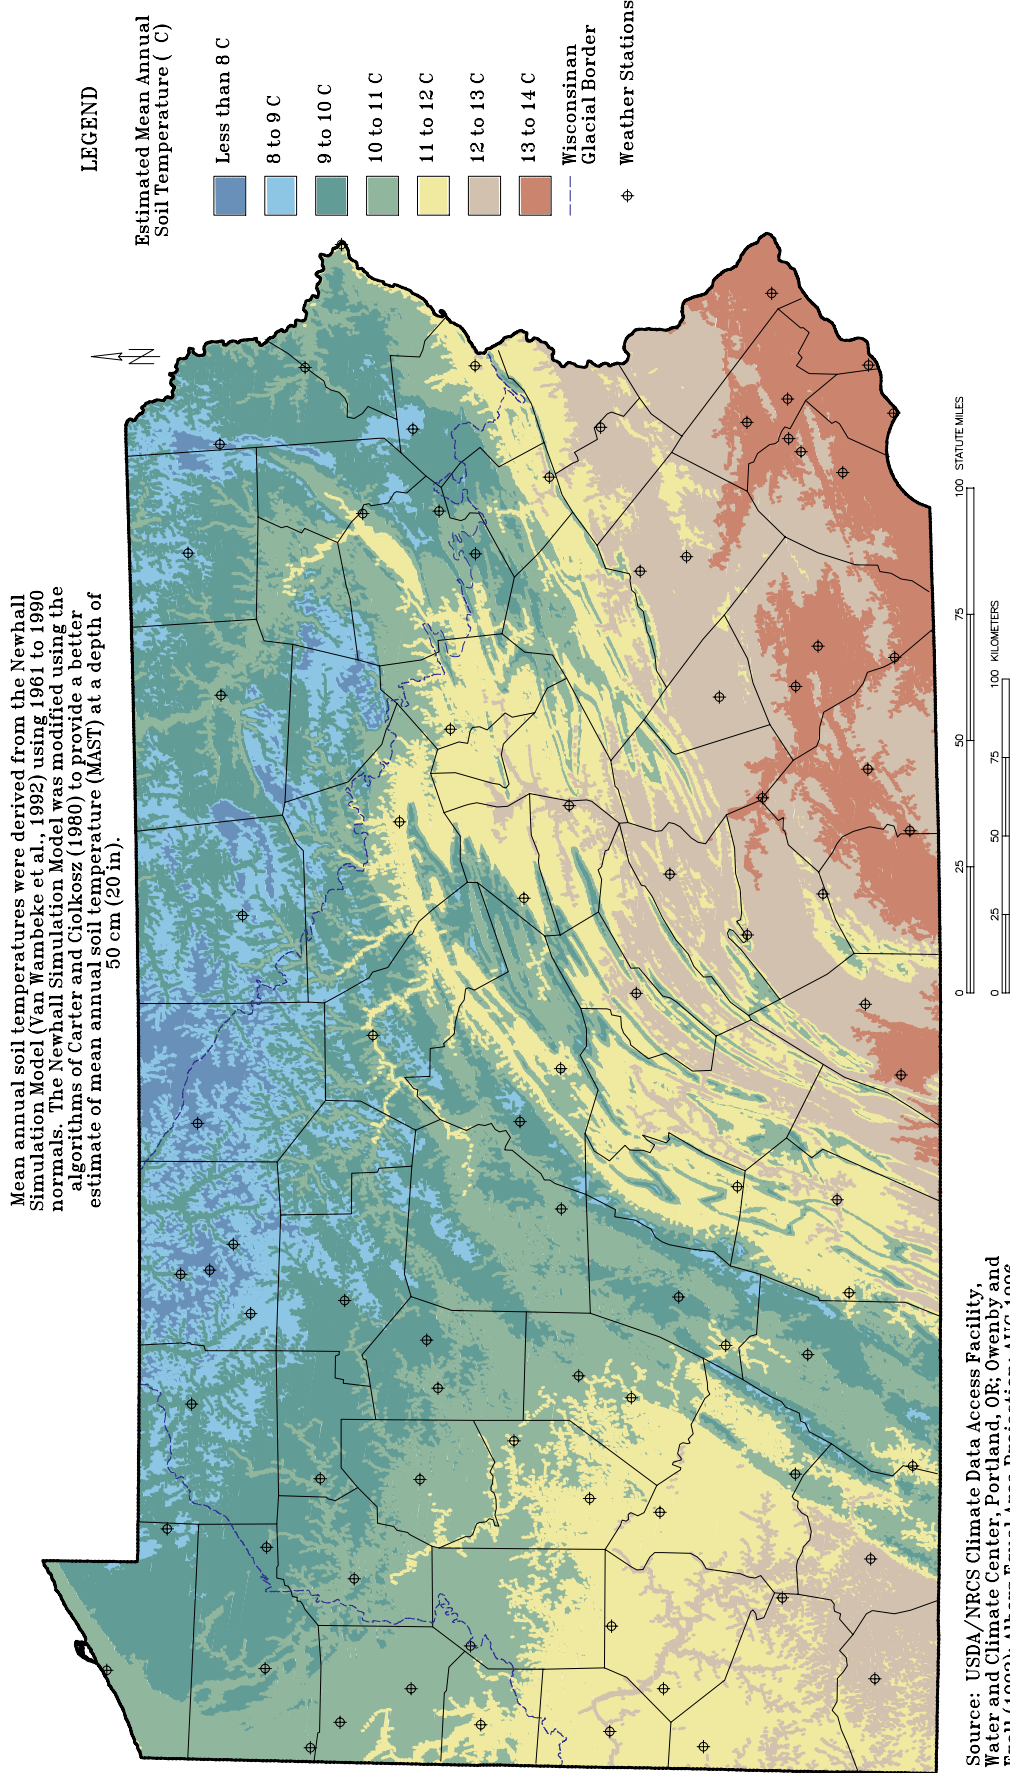 Mean annual soil temperatures were derived from the Newhall
Simulation Model (Van Wambeke et al., 1992) using 1961 to 1990
normals. The Newhall Simulation Model was modified using the
algorithms of Carter and Ciolkosz (1980) to provide a better
estimate of mean annual soil temperature (MAST) at a depth of
50 cm (20 in).
LEGEND
Estimated Mean Annual
Soil Temperature ( C)
Less than 8 C
8 to 9 C
9 to 10 C
10 to 11 C
11 to 12 C
12 to 13 C
13 to 14 C
Wisconsinan
Glacial Border
Weather Stations
N
0 25 50 75 100 STATUTE MILES
0 25 50 75 100 KILOMETERS
Source: USDA/NRCS Climate Data Access Facility,
Water and Climate Center, Portland, OR; Owenby and